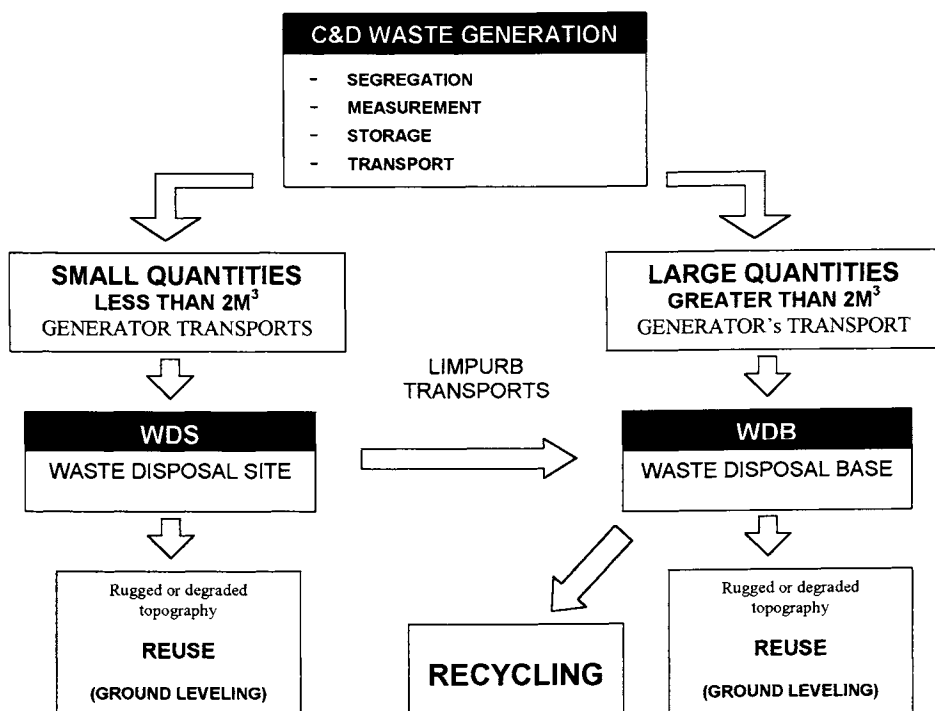 C&D WASTE GENERATION
- SEGREGATION
- MEASUREMENT
- STORAGE
- TRANSPORT
SMALL QUANTITIES
LESS THAN 2M³
GENERATOR TRANSPORTS
LARGE QUANTITIES
GREATER THAN 2M³
GENERATOR's TRANSPORT
LIMPURB
TRANSPORTS
WDS
WASTE DISPOSAL SITE
WDB
WASTE DISPOSAL BASE
Rugged or degraded
topography
REUSE
(GROUND LEVELING)
RECYCLING
Rugged or degraded
topography
REUSE
(GROUND LEVELING)